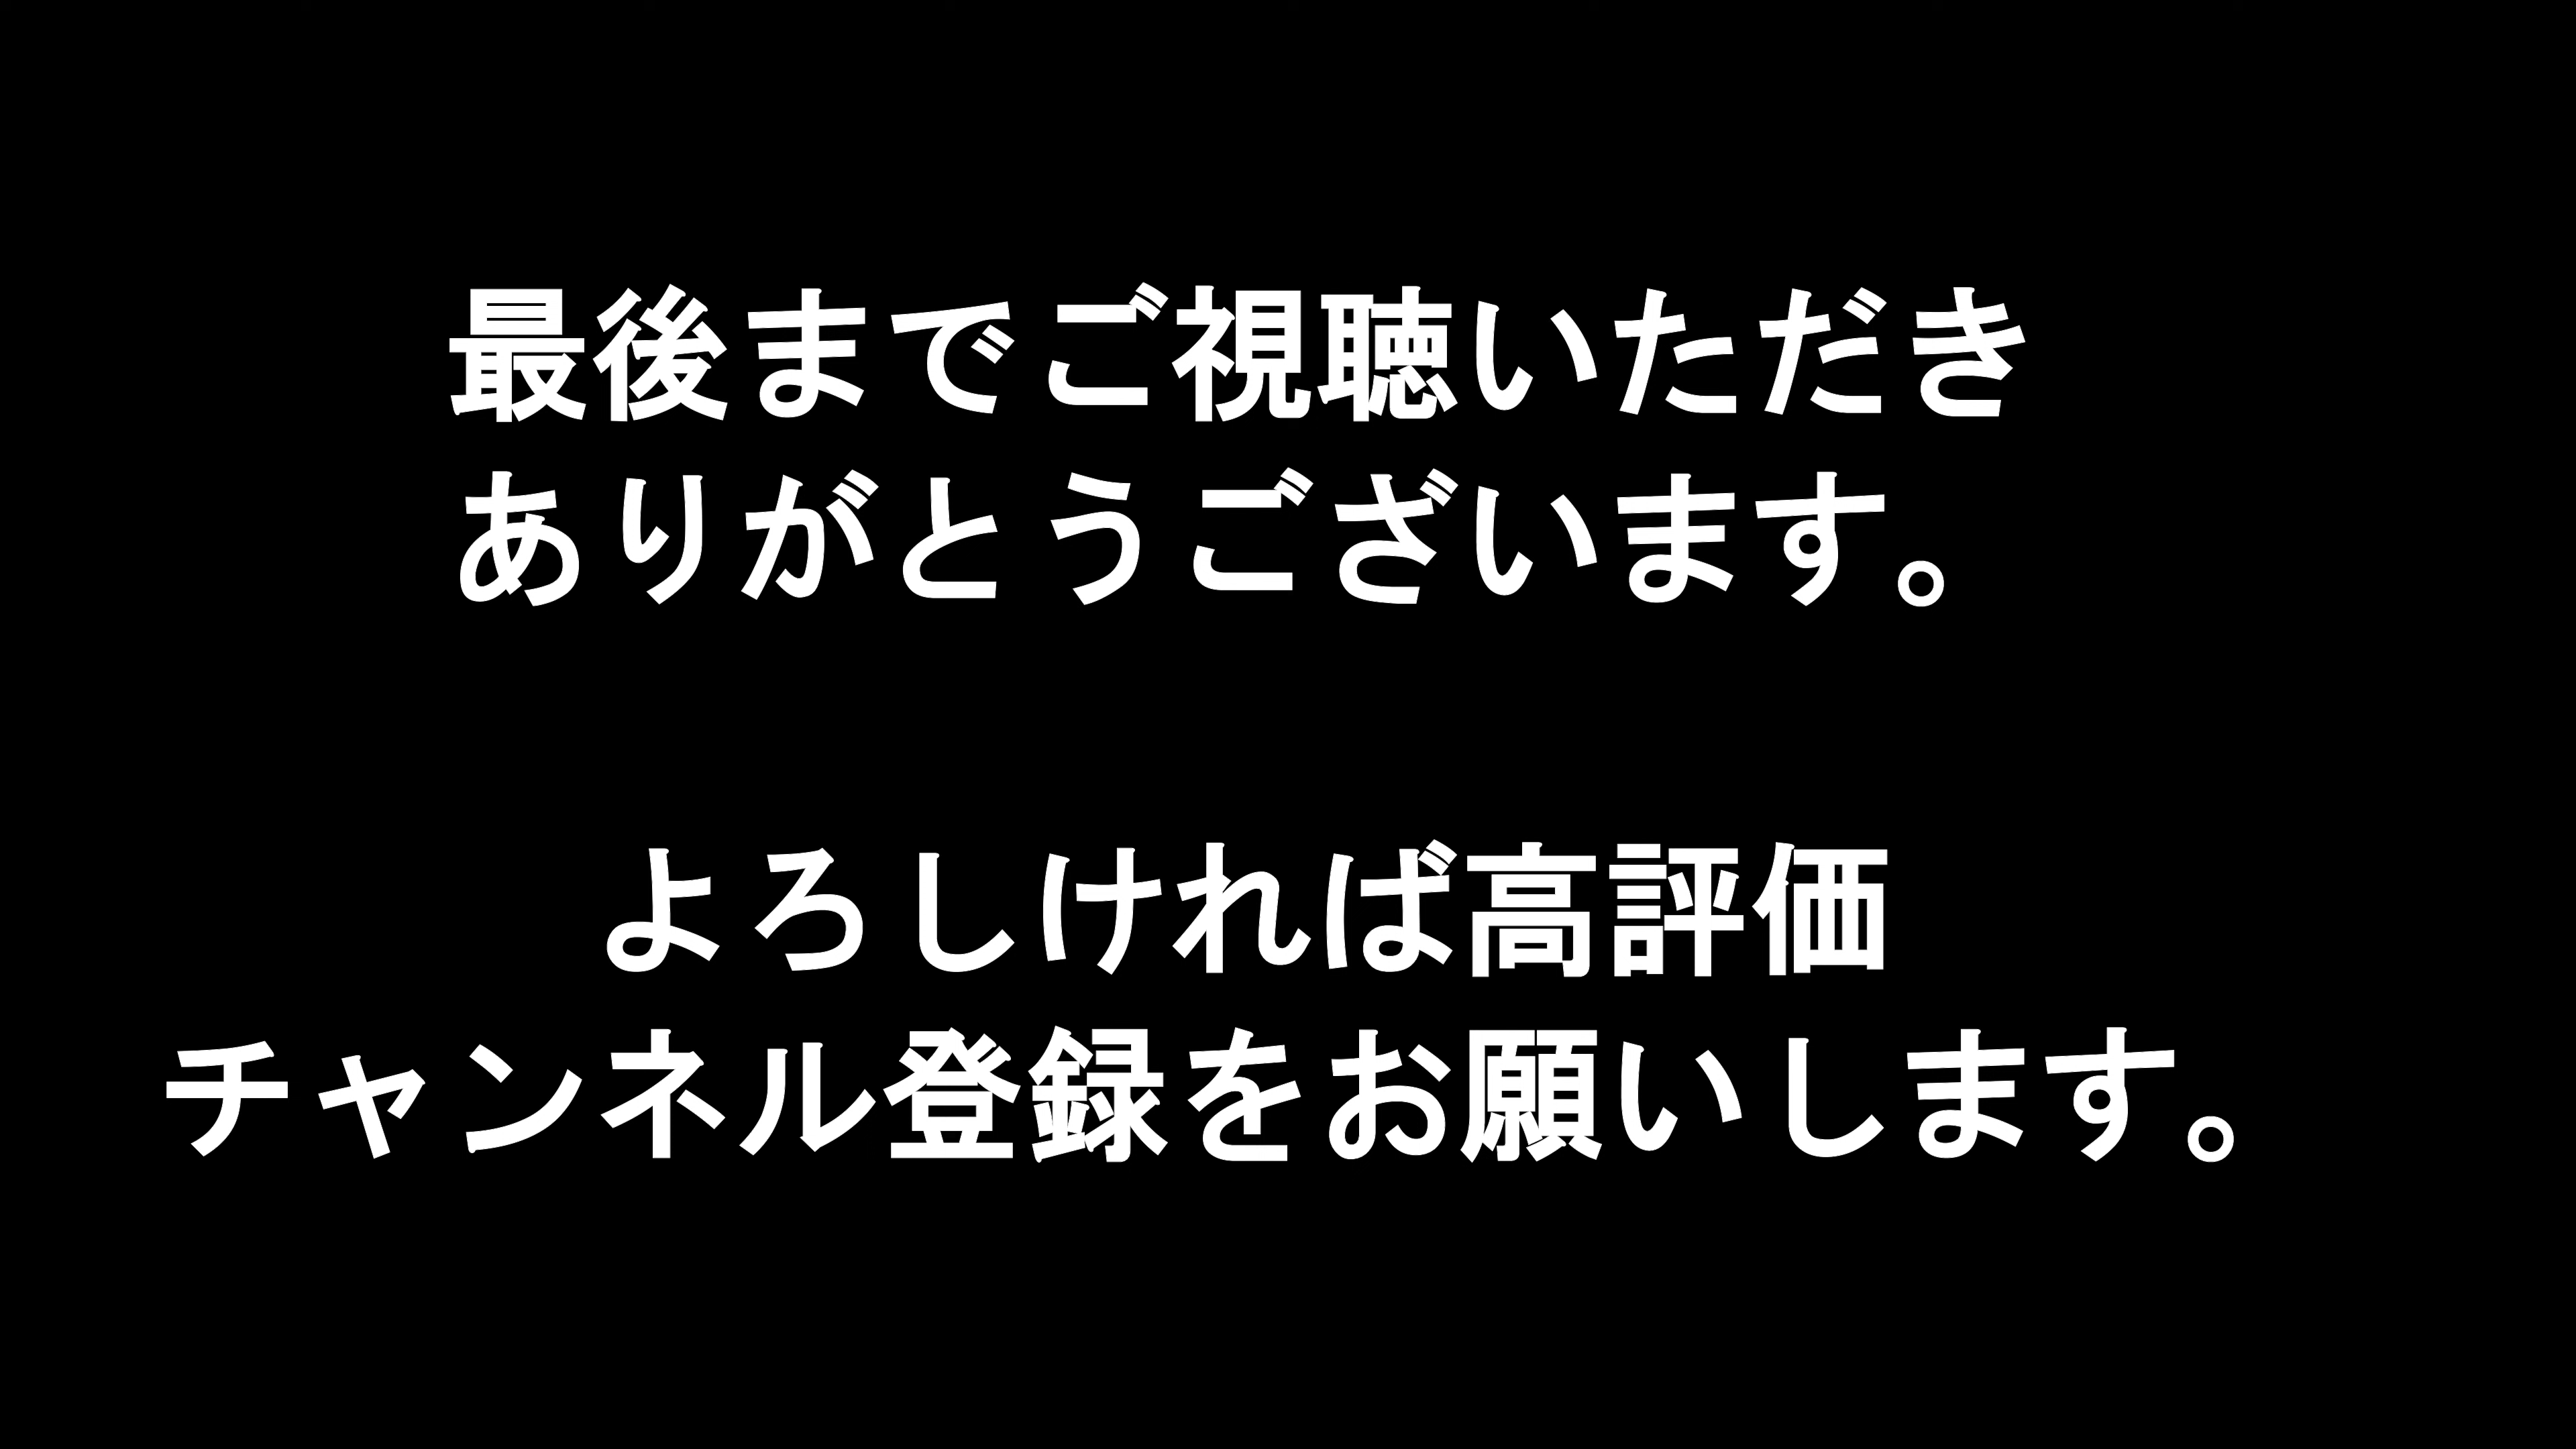 最後までご視聴いただき
ありがとうございます。
よろしければ高評価
チャンネル登録をお願いします。